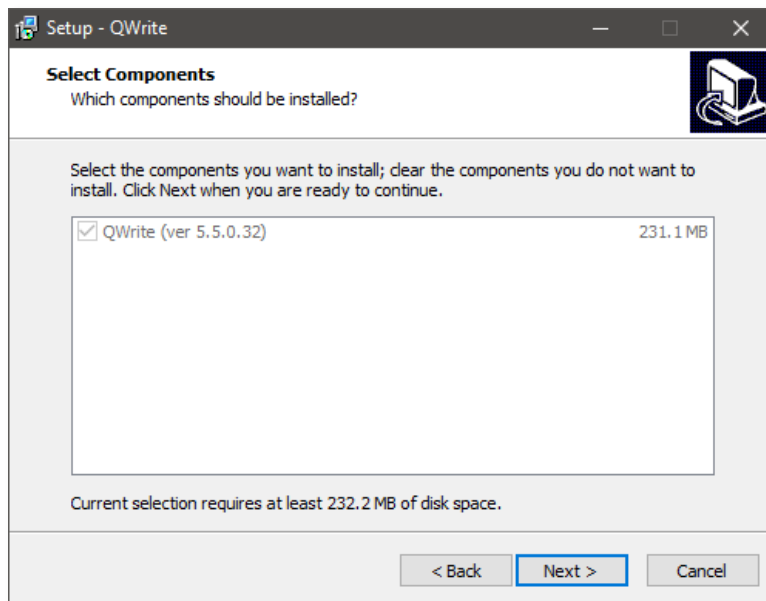 Setup - QWrite
Select Components
Which components should be installed?
Select the components you want to install; clear the components you do not want to
install. Click Next when you are ready to continue.
QWrite (ver 5.5.0.32) 231.1 MB
Current selection requires at least 232.2 MB of disk space.
< Back Next > Cancel